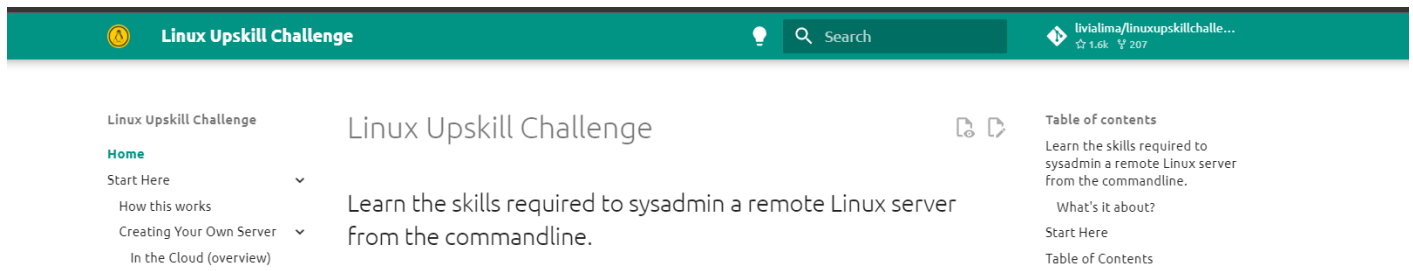 Linux Upskill Challenge
Search
livialima/linuxupskillchalle...
1.6k 207
Linux Upskill Challenge
Home
Start Here
How this works
Creating Your Own Server
In the Cloud (overview)
Linux Upskill Challenge
Learn the skills required to sysadmin a remote Linux server
from the commandline.
Table of contents
Learn the skills required to
sysadmin a remote Linux server
from the commandline.
What's it about?
Start Here
Table of Contents